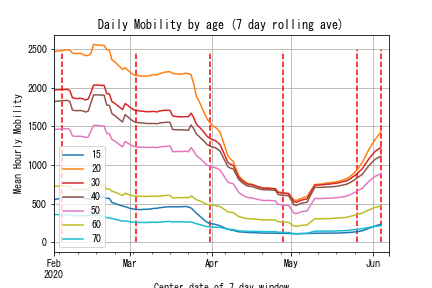 Daily Mobility by age (7 day rolling ave)
Mean Hourly Mobility
2500
2000
1500
1000
500
0
15
20
30
40
50
60
70
Feb
2020
Mar
Apr
May
Jun
Center date of 7 day window